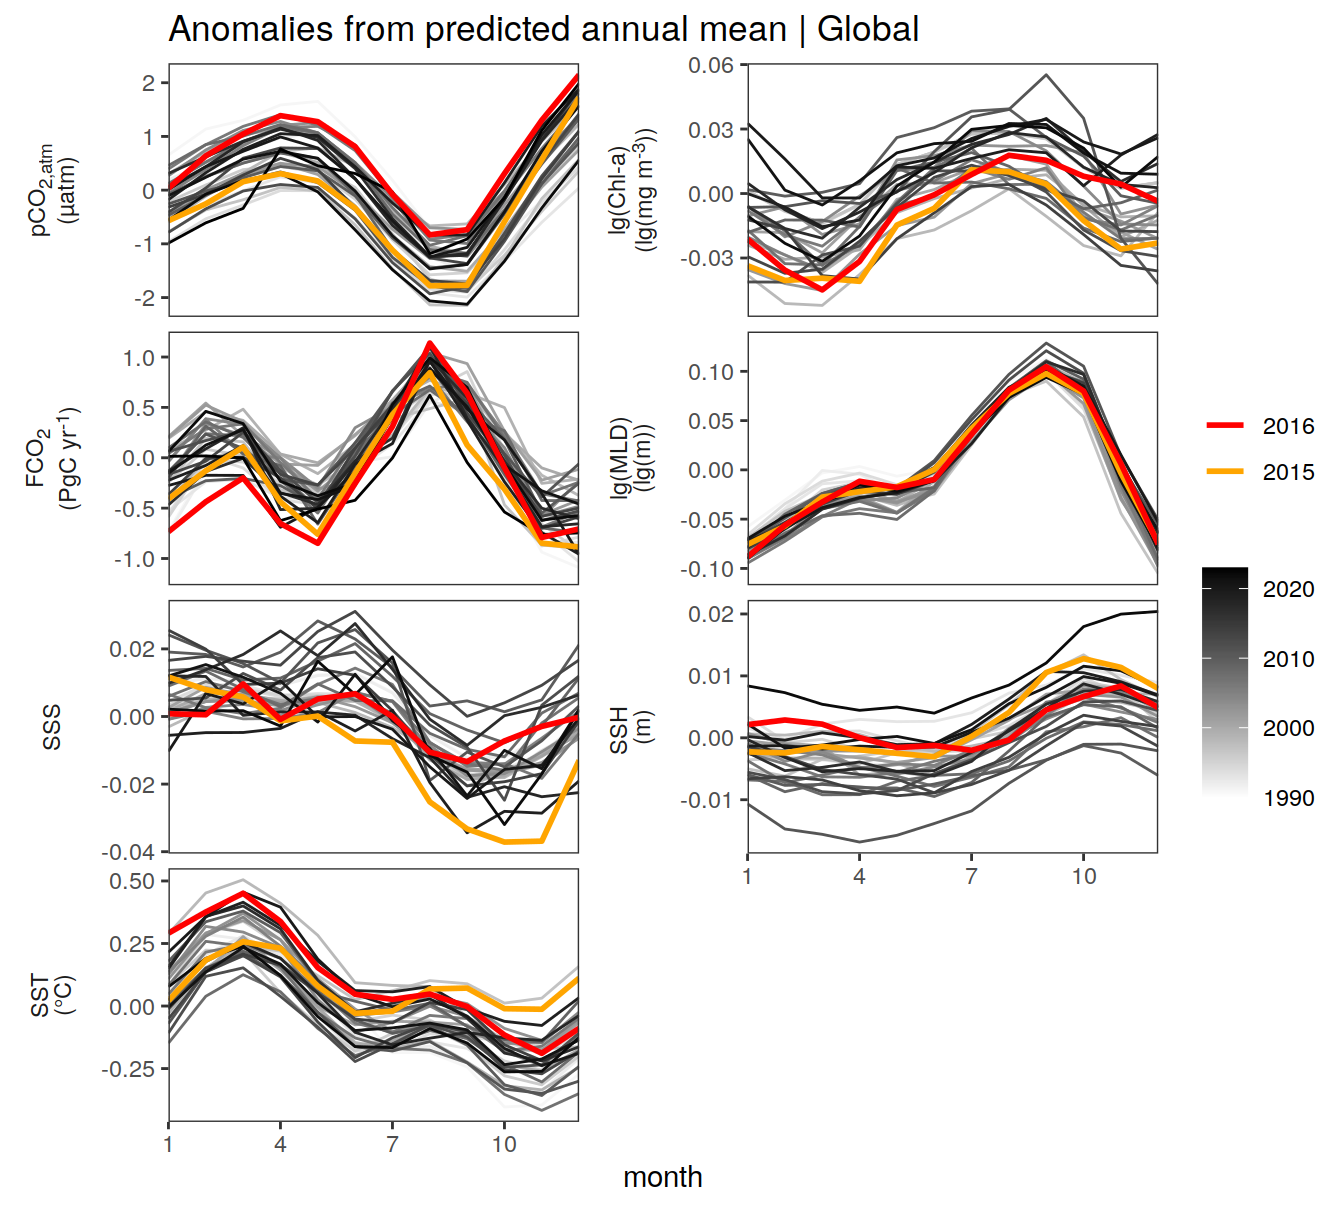 Anomalies from predicted annual mean | Global
pCO2,atm
(µatm)
2
1
0
-1
-2
lg(Chl-a)
(lg(mg m-3))
0.06
0.03
0.00
-0.03
FCO2
(PgC yr-1)
1.0
0.5
0.0
-0.5
-1.0
lg(MLD)
(lg(m))
0.10
0.05
0.00
-0.05
-0.10
SSS
0.02
0.00
-0.02
-0.04
SSH
(m)
0.02
0.01
0.00
-0.01
1 4 7 10
SST
(°C)
0.50
0.25
0.00
-0.25
1 4 7 10
month
2016
2015
2020
2010
2000
1990